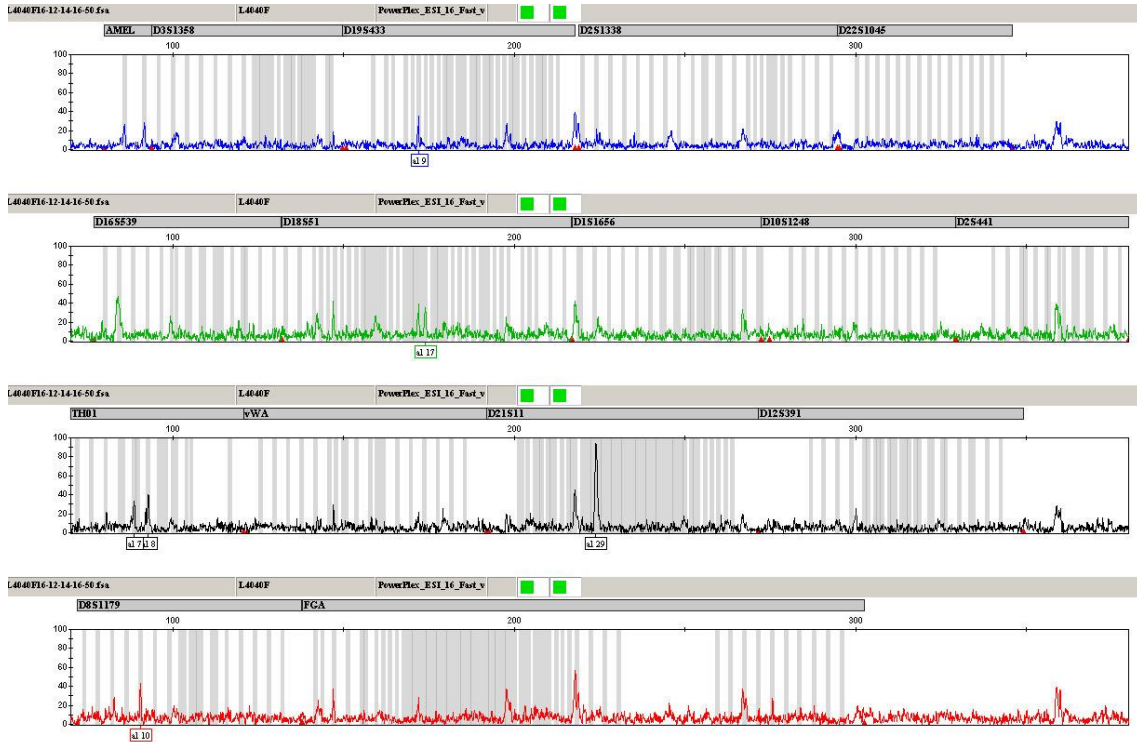 L4040F16-12-14-16-50.fsa L4040F PowerPlex_ESI_16_Fast_v
AMEL D3S1358 D19S433 D2S1338 D22S1045
100 200 300
100
80
60
40
20
0
al 9
L4040F16-12-14-16-50.fsa L4040F PowerPlex_ESI_16_Fast_v
D16S539 D18S51 D1S1656 D10S1248 D2S441
100 200 300
100
80
60
40
20
0
al 17
L4040F16-12-14-16-50.fsa L4040F PowerPlex_ESI_16_Fast_v
TH01 vWA D21S11 D12S391
100 200 300
100
80
60
40
20
0
al 7 al 8 al 29
L4040F16-12-14-16-50.fsa L4040F PowerPlex_ESI_16_Fast_v
D8S1179 FGA
100 200 300
100
80
60
40
20
0
al 10